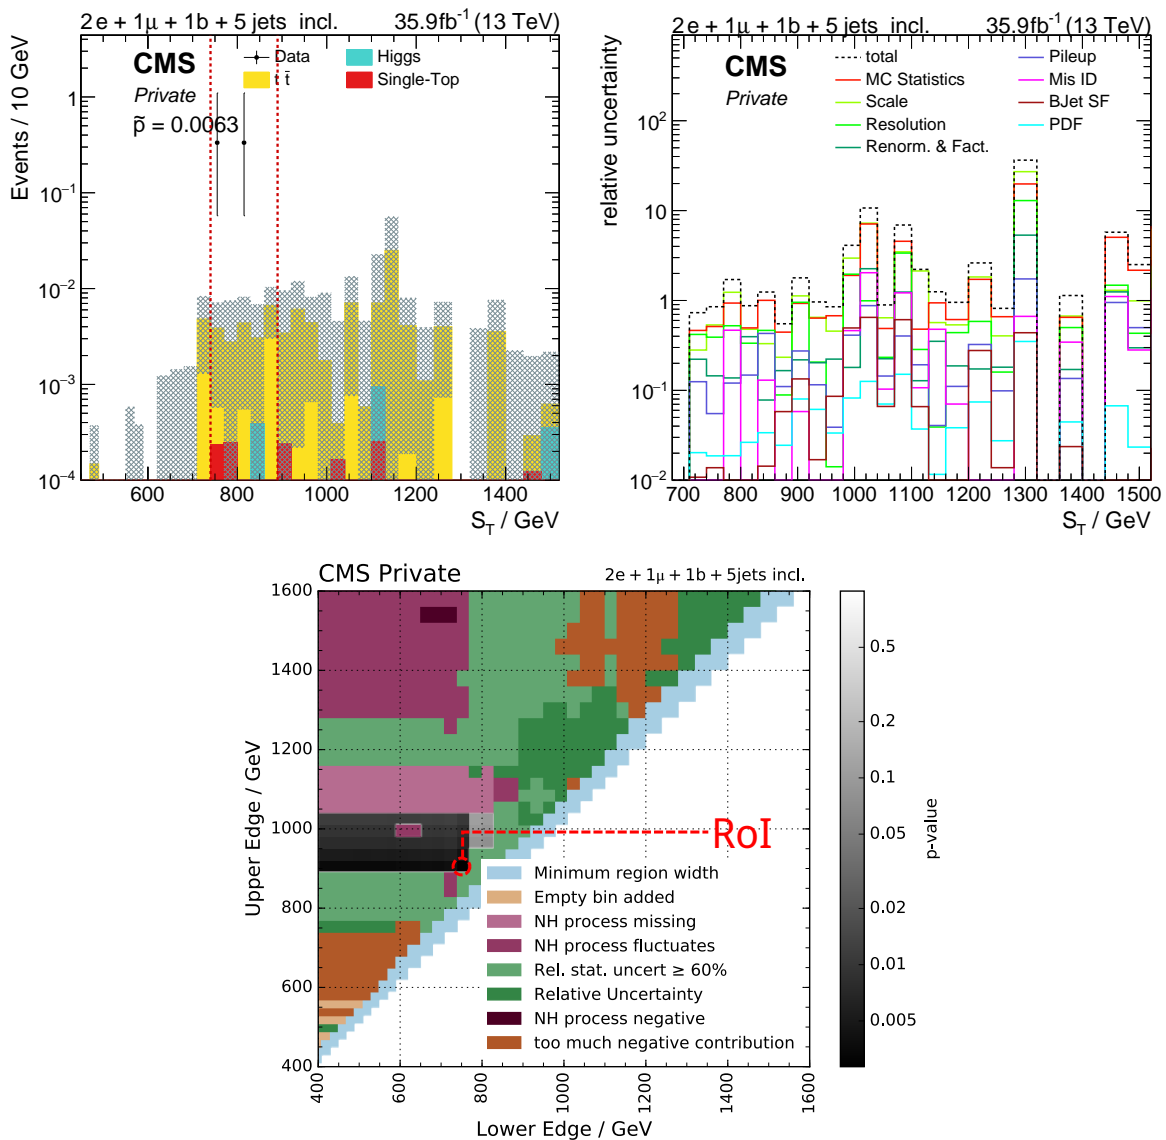 2e + 1μ + 1b + 5 jets incl. 35.9fb⁻¹ (13 TeV)
CMS
Private
p̃ = 0.0063
Data
t t̄
Higgs
Single-Top
Events / 10 GeV
1
10⁻¹
10⁻²
10⁻³
10⁻⁴
600 800 1000 1200 1400
S_T / GeV
2e + 1μ + 1b + 5 jets incl. 35.9fb⁻¹ (13 TeV)
CMS
Private
total
MC Statistics
Scale
Resolution
Renorm. & Fact.
Pileup
Mis ID
BJet SF
PDF
relative uncertainty
10²
10
1
10⁻¹
10⁻²
700 800 900 1000 1100 1200 1300 1400 1500
S_T / GeV
CMS Private 2e + 1μ + 1b + 5jets incl.
Upper Edge / GeV
1600
1400
1200
1000
800
600
400
RoI
Minimum region width
Empty bin added
NH process missing
NH process fluctuates
Rel. stat. uncert ≥ 60%
Relative Uncertainty
NH process negative
too much negative contribution
400 600 800 1000 1200 1400 1600
Lower Edge / GeV
0.5
0.2
0.1
0.05
0.02
0.01
0.005
p-value